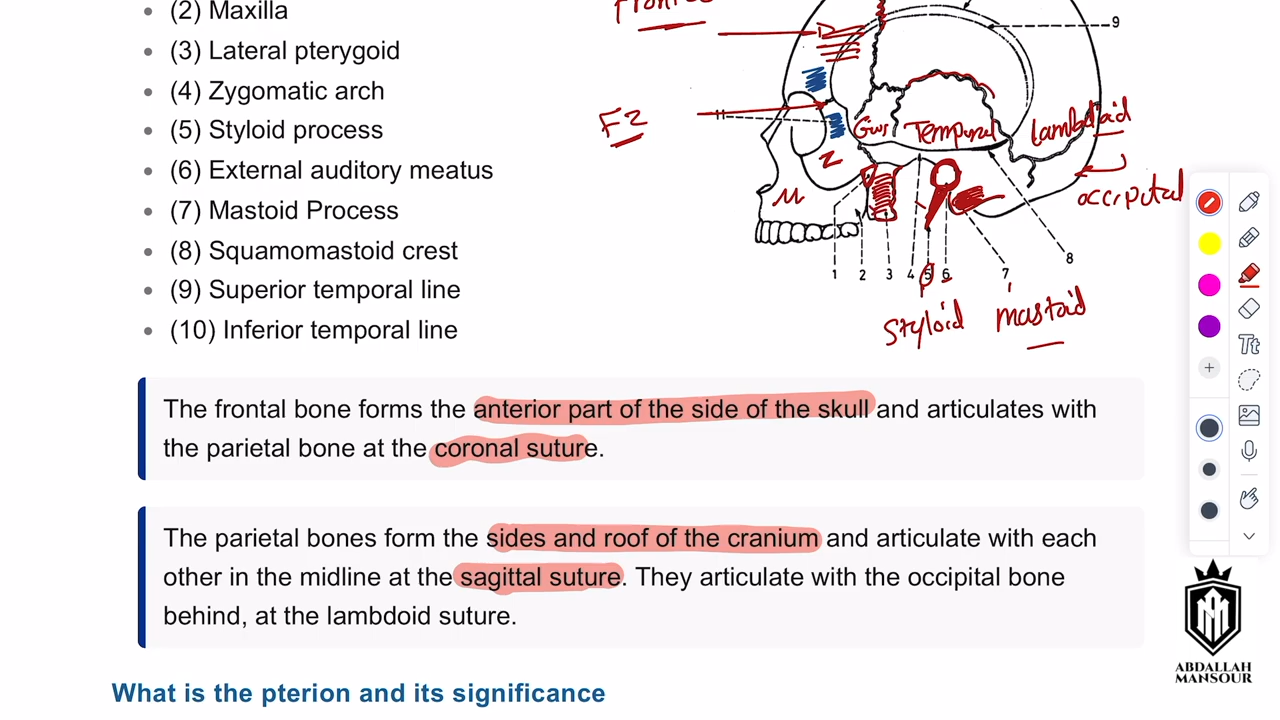 (2) Maxilla
(3) Lateral pterygoid
(4) Zygomatic arch
(5) Styloid process
(6) External auditory meatus
(7) Mastoid Process
(8) Squamomastoid crest
(9) Superior temporal line
(10) Inferior temporal line
9
FZ
11
Gws Temporal Lambdoid
Z
M
occipital
1 2 3 4 5 6 7 8
styloid mastoid
The frontal bone forms the anterior part of the side of the skull and articulates with
the parietal bone at the coronal suture.
The parietal bones form the sides and roof of the cranium and articulate with each
other in the midline at the sagittal suture. They articulate with the occipital bone
behind, at the lambdoid suture.
What is the pterion and its significance
Tt
ABDALLAH
MANSOUR